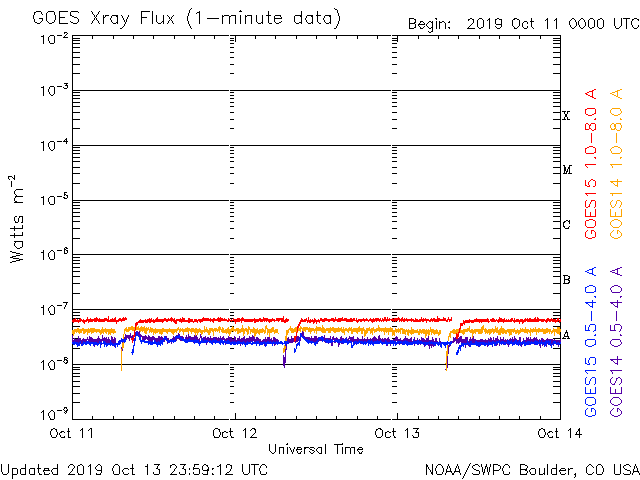 GOES Xray Flux (1-minute data)
Begin: 2019 Oct 11 0000 UTC
10⁻²
10⁻³
10⁻⁴
10⁻⁵
10⁻⁶
10⁻⁷
10⁻⁸
10⁻⁹
Watts m⁻²
X
M
C
B
A
GOES15 1.0-8.0 A
GOES14 1.0-8.0 A
GOES15 0.5-4.0 A
GOES14 0.5-4.0 A
Oct 11 Oct 12 Oct 13 Oct 14
Universal Time
Updated 2019 Oct 13 23:59:12 UTC
NOAA/SWPC Boulder, CO USA